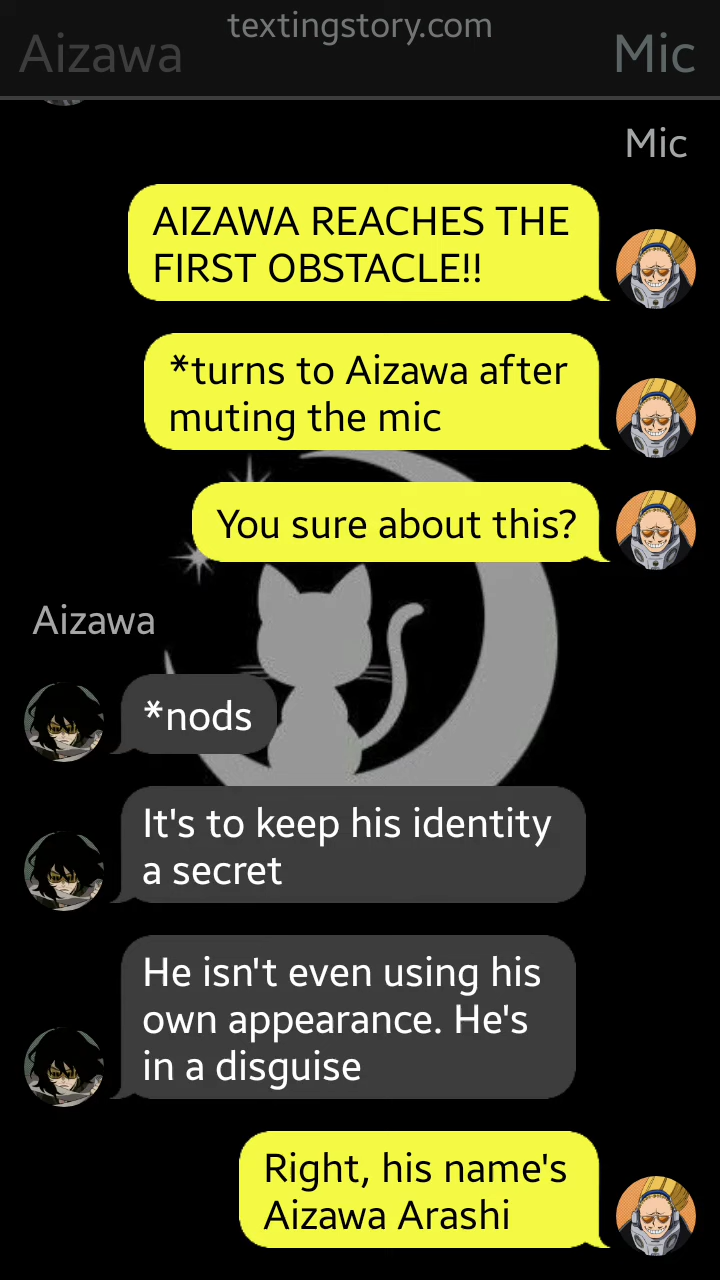 textingstory.com
Aizawa
Mic
Mic
AIZAWA REACHES THE
FIRST OBSTACLE!!
*turns to Aizawa after
muting the mic
You sure about this?
Aizawa
*nods
It's to keep his identity
a secret
He isn't even using his
own appearance. He's
in a disguise
Right, his name's
Aizawa Arashi